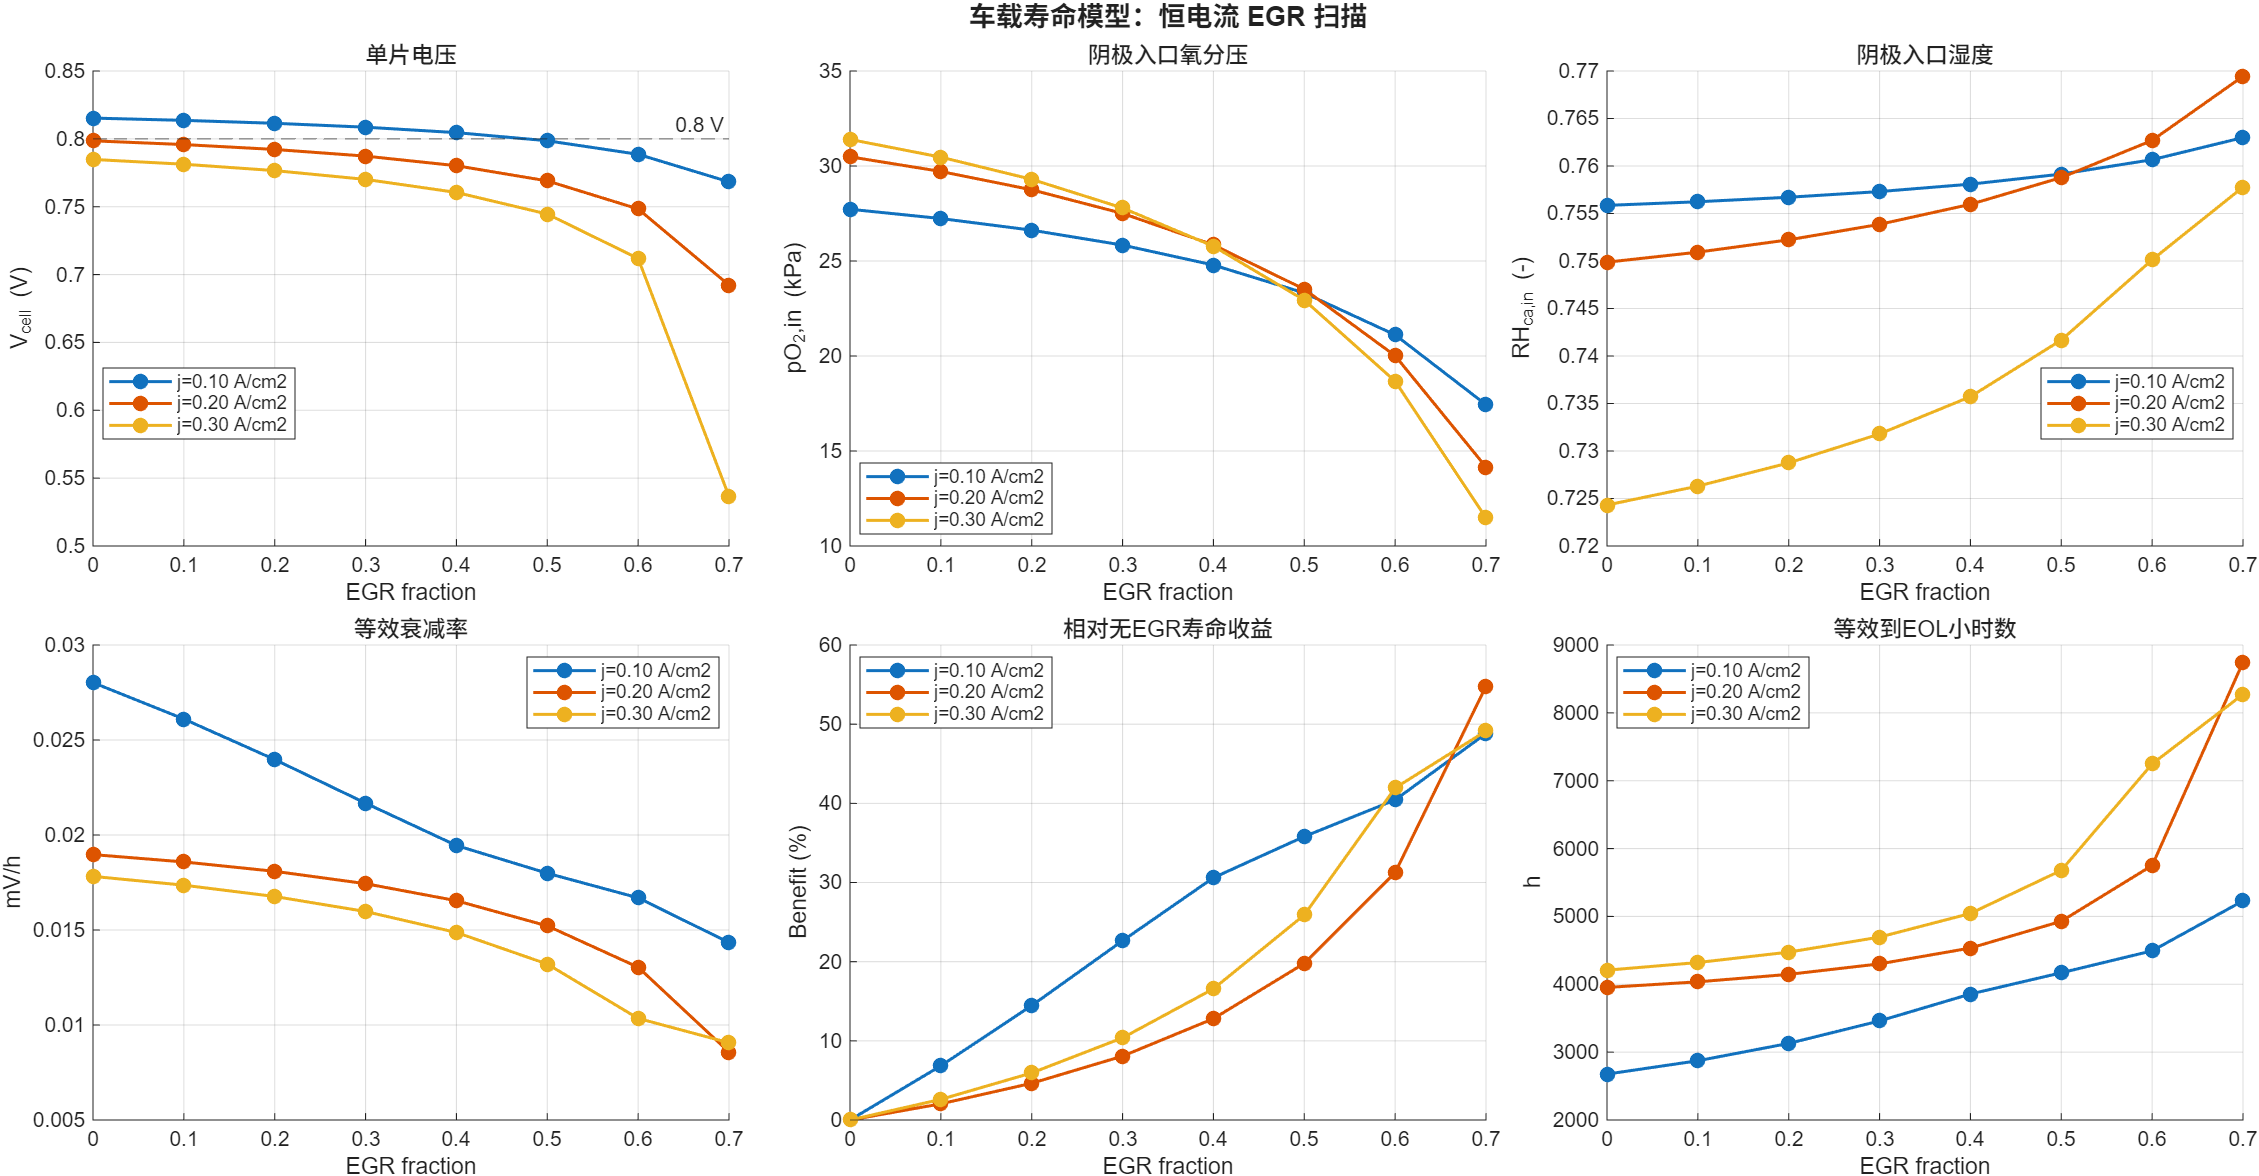 车载寿命模型：恒电流 EGR 扫描
单片电压
V_cell (V)
0.85
0.8
0.75
0.7
0.65
0.6
0.55
0.5
0.8 V
j=0.10 A/cm2
j=0.20 A/cm2
j=0.30 A/cm2
0 0.1 0.2 0.3 0.4 0.5 0.6 0.7
EGR fraction
阴极入口氧分压
pO₂,in (kPa)
35
30
25
20
15
10
j=0.10 A/cm2
j=0.20 A/cm2
j=0.30 A/cm2
0 0.1 0.2 0.3 0.4 0.5 0.6 0.7
EGR fraction
阴极入口湿度
RH_ca,in (-)
0.77
0.765
0.76
0.755
0.75
0.745
0.74
0.735
0.73
0.725
0.72
j=0.10 A/cm2
j=0.20 A/cm2
j=0.30 A/cm2
0 0.1 0.2 0.3 0.4 0.5 0.6 0.7
EGR fraction
等效衰减率
mV/h
0.03
0.025
0.02
0.015
0.01
0.005
j=0.10 A/cm2
j=0.20 A/cm2
j=0.30 A/cm2
0 0.1 0.2 0.3 0.4 0.5 0.6 0.7
EGR fraction
相对无EGR寿命收益
Benefit (%)
60
50
40
30
20
10
0
j=0.10 A/cm2
j=0.20 A/cm2
j=0.30 A/cm2
0 0.1 0.2 0.3 0.4 0.5 0.6 0.7
EGR fraction
等效到EOL小时数
h
9000
8000
7000
6000
5000
4000
3000
2000
j=0.10 A/cm2
j=0.20 A/cm2
j=0.30 A/cm2
0 0.1 0.2 0.3 0.4 0.5 0.6 0.7
EGR fraction